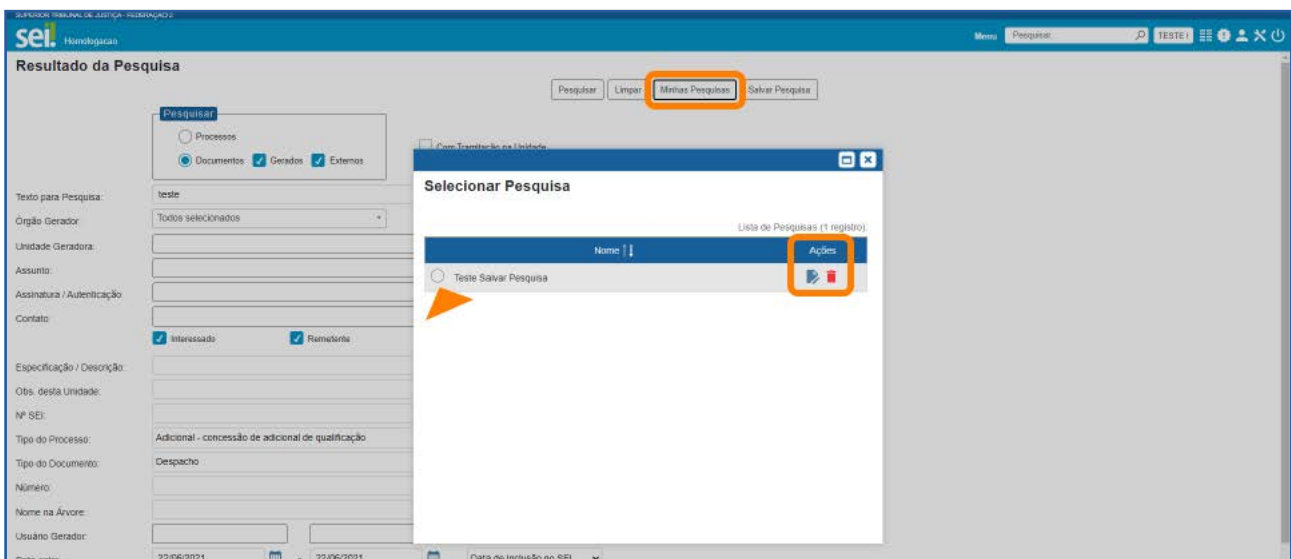 SUPERIOR TRIBUNAL DE JUSTIÇA - FEDERAÇÃO 2
sei. Homologacao
Menu Pesquisar TESTE I
Resultado da Pesquisa
Pesquisar Limpar Minhas Pesquisas Salvar Pesquisa
Pesquisar
Processos
Documentos Gerados Externos
Com Tramitação na Unidade
Selecionar Pesquisa
Texto para Pesquisa: teste
Órgão Gerador: Todos selecionados
Lista de Pesquisas (1 registro):
Unidade Geradora:
Nome Ações
Assunto:
Teste Salvar Pesquisa
Assinatura / Autenticação:
Contato:
Interessado Remetente
Especificação / Descrição:
Obs. desta Unidade:
Nº SEI:
Tipo do Processo: Adicional - concessão de adicional de qualificação
Tipo do Documento: Despacho
Número:
Nome na Árvore:
Usuário Gerador:
Data entre: 22/06/2021 - 22/06/2021 Data de Inclusão no SEI